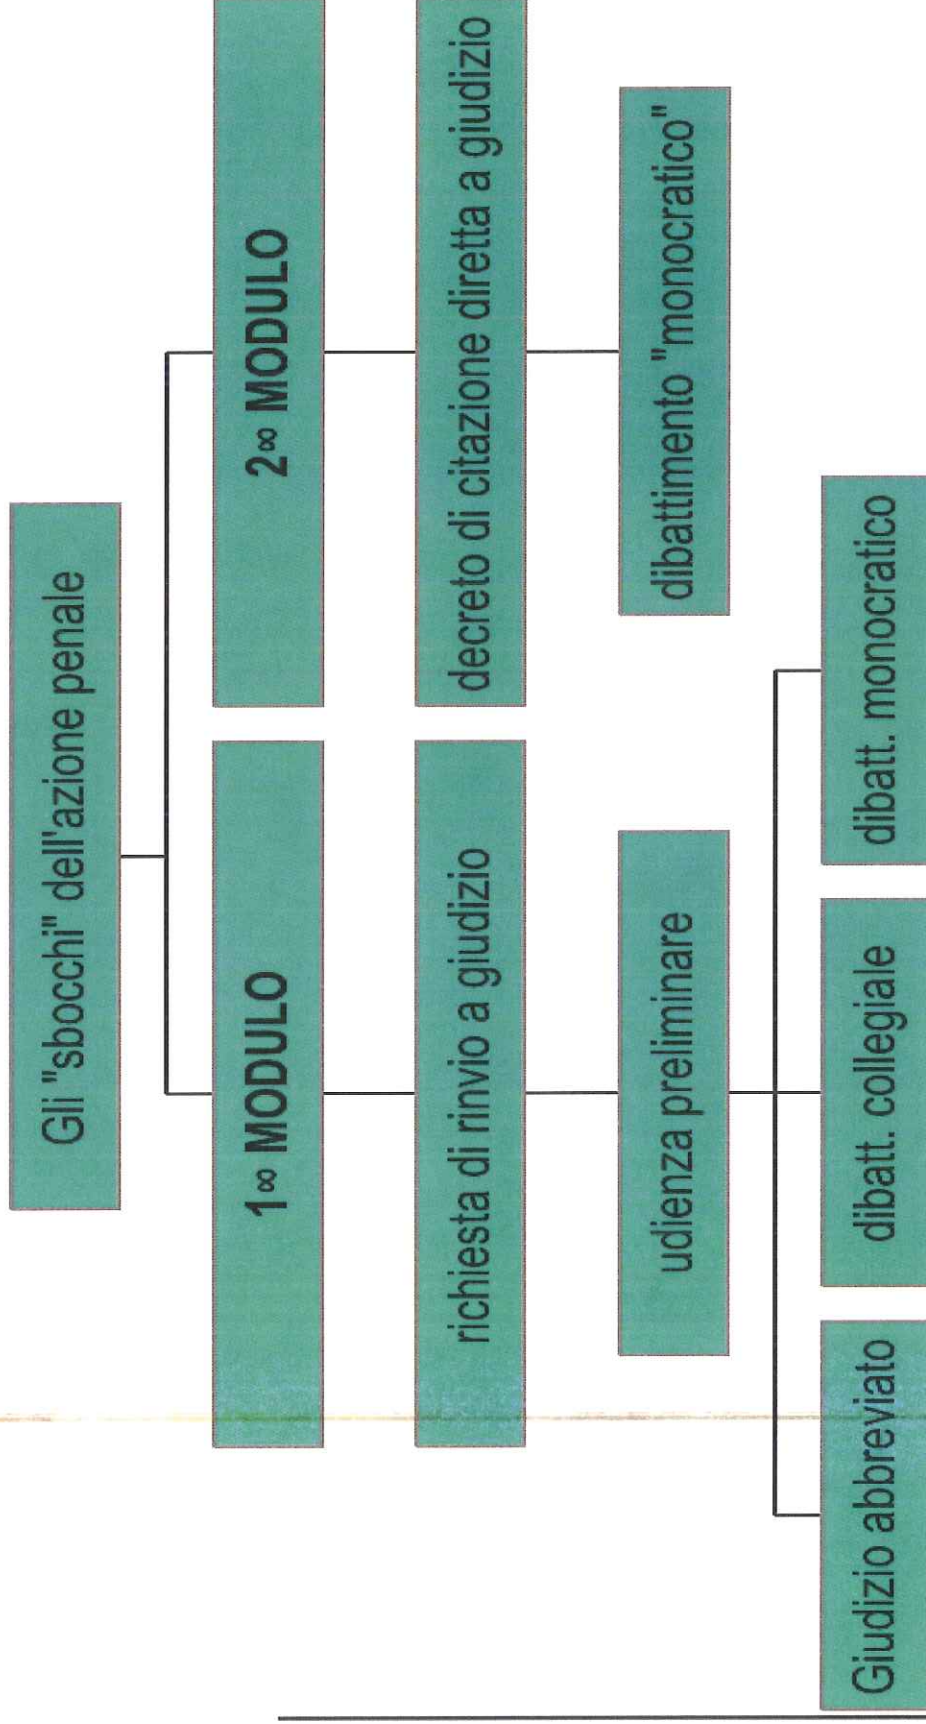 Gli "sbocchi" dell'azione penale
1∞ MODULO
2∞ MODULO
richiesta di rinvio a giudizio
decreto di citazione diretta a giudizio
udienza preliminare
dibattimento "monocratico"
Giudizio abbreviato
dibatt. collegiale
dibatt. monocratico